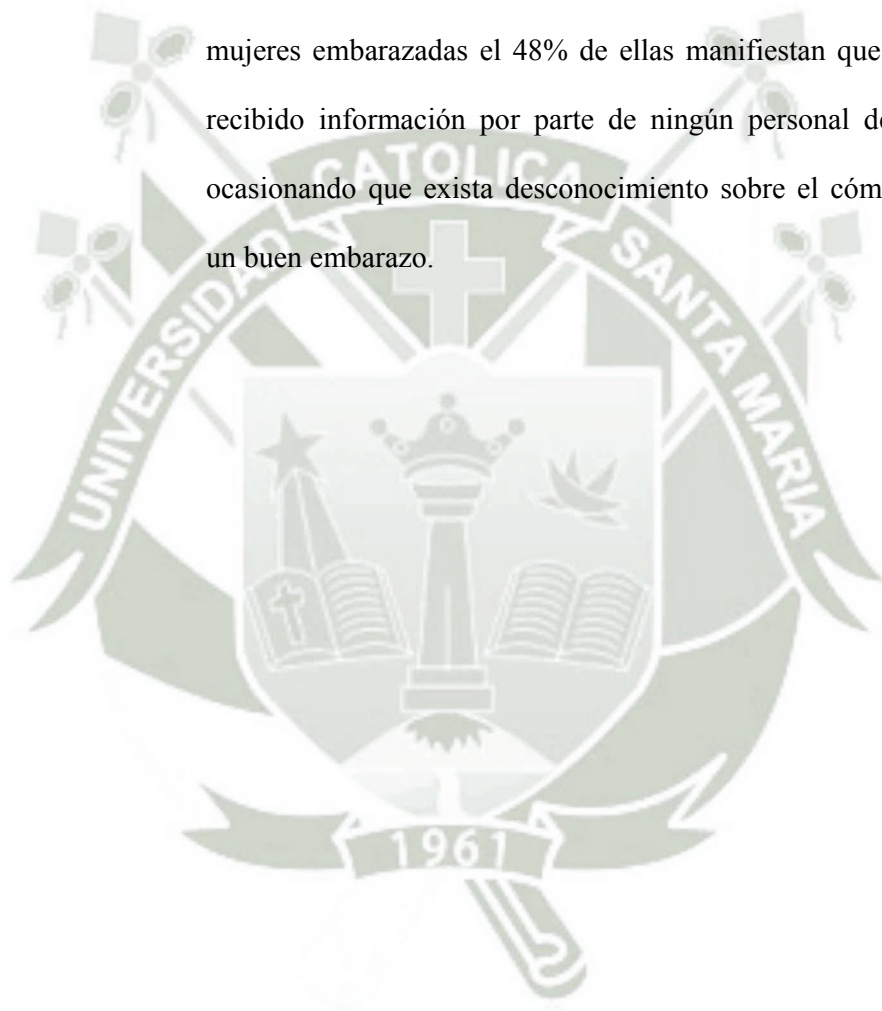 mujeres embarazadas el 48% de ellas manifiestan que
recibido información por parte de ningún personal
ocasionando que exista desconocimiento sobre el
un buen embarazo.
UNIVERSIDAD CATOLICA SANTA MARIA
1961